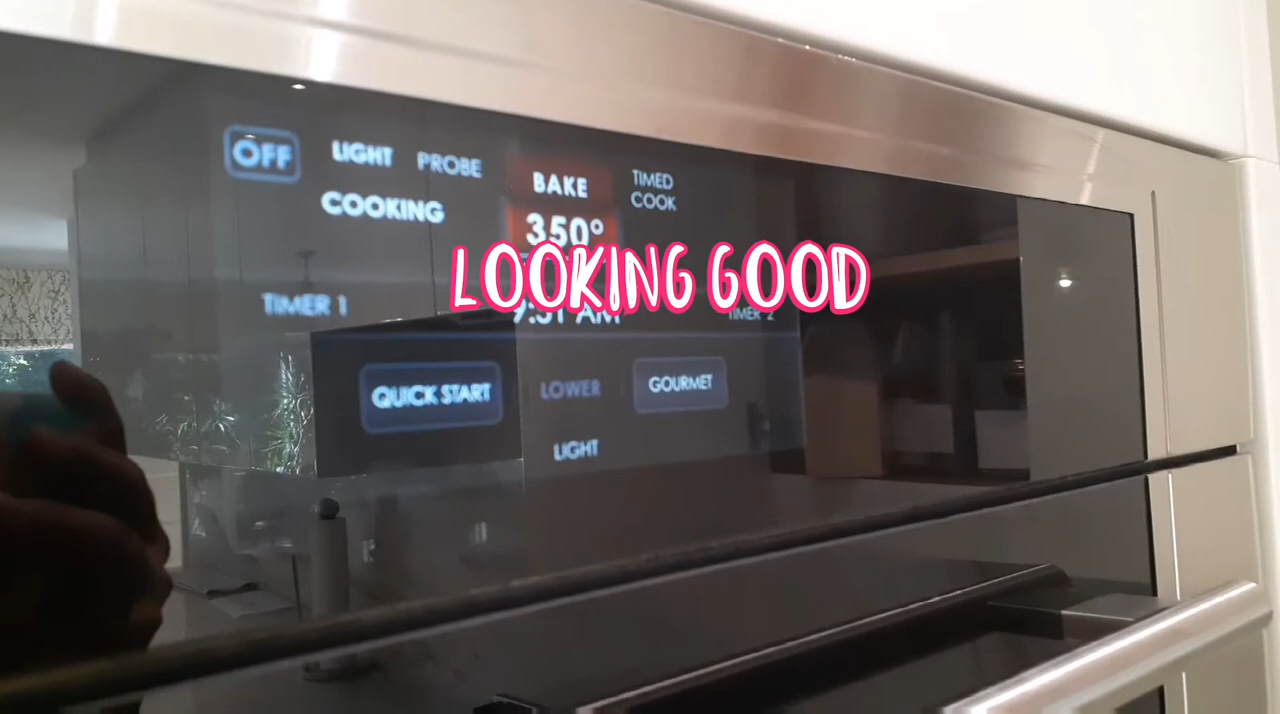 OFF LIGHT PROBE BAKE TIMED COOK
COOKING 350°
LOOKING GOOD
TIMER 1 AM TIMER 2
QUICK START LOWER GOURMET
LIGHT